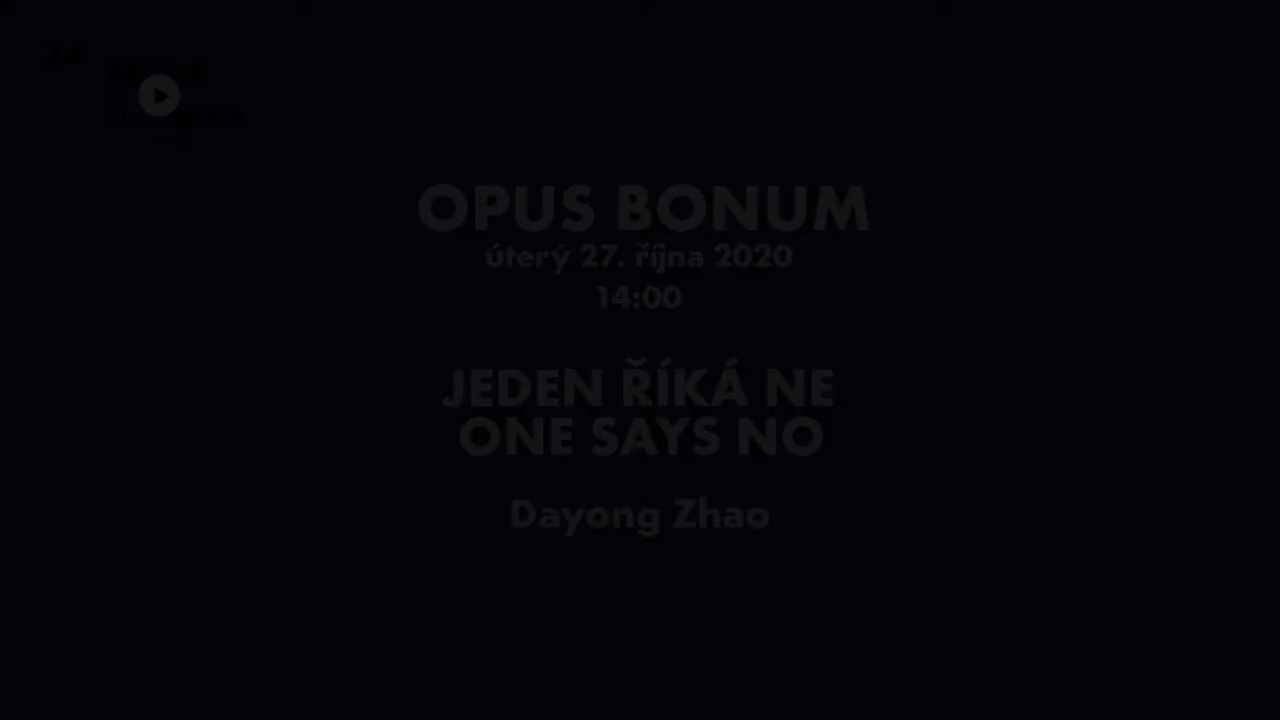 OPUS BONUM
úterý 27. října 2020
14:00
JEDEN ŘÍKÁ NE
ONE SAYS NO
Dayong Zhao